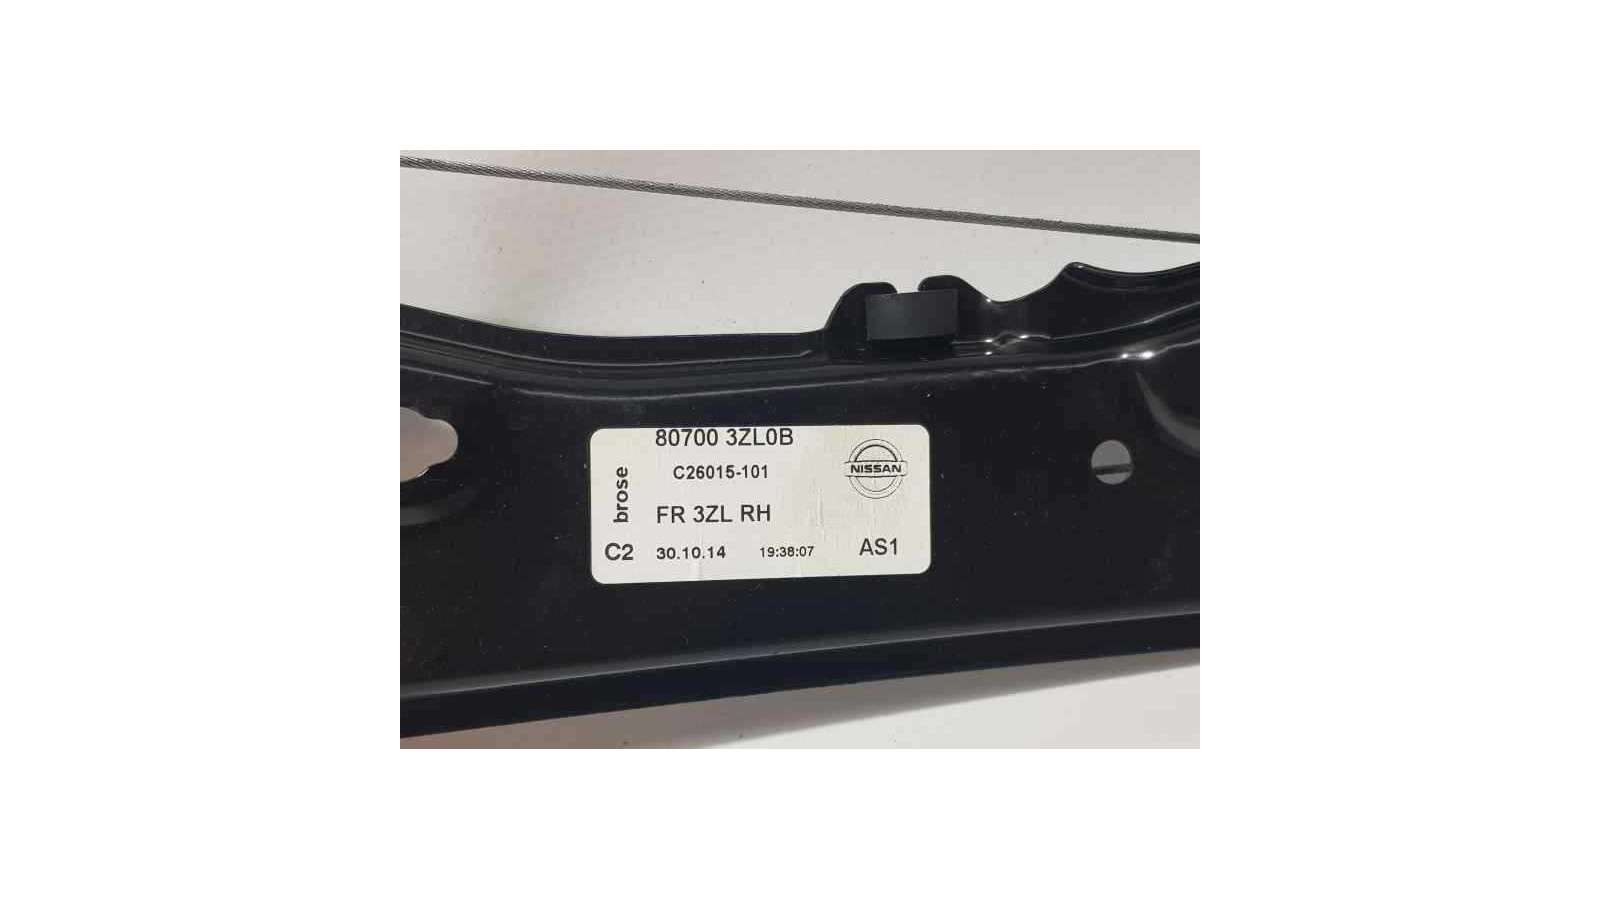 80700 3ZL0B
C26015-101
NISSAN
brose
FR 3ZL RH
C2 30.10.14 19:38:07 AS1